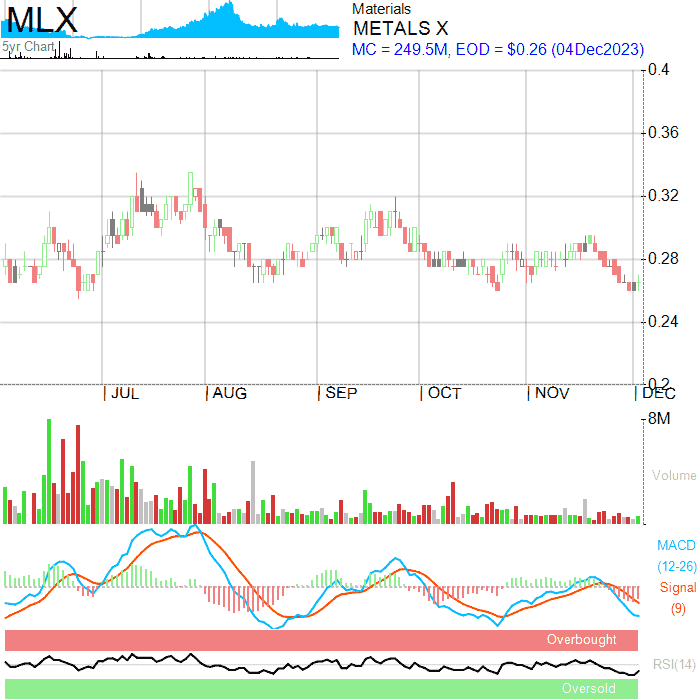 MLX
5yr Chart
Materials
METALS X
MC = 249.5M, EOD = $0.26 (04Dec2023)
0.4
0.36
0.32
0.28
0.24
0.2
| JUL | AUG | SEP | OCT | NOV | DEC
8M
Volume
MACD
(12-26)
Signal
(9)
Overbought
RSI(14)
Oversold